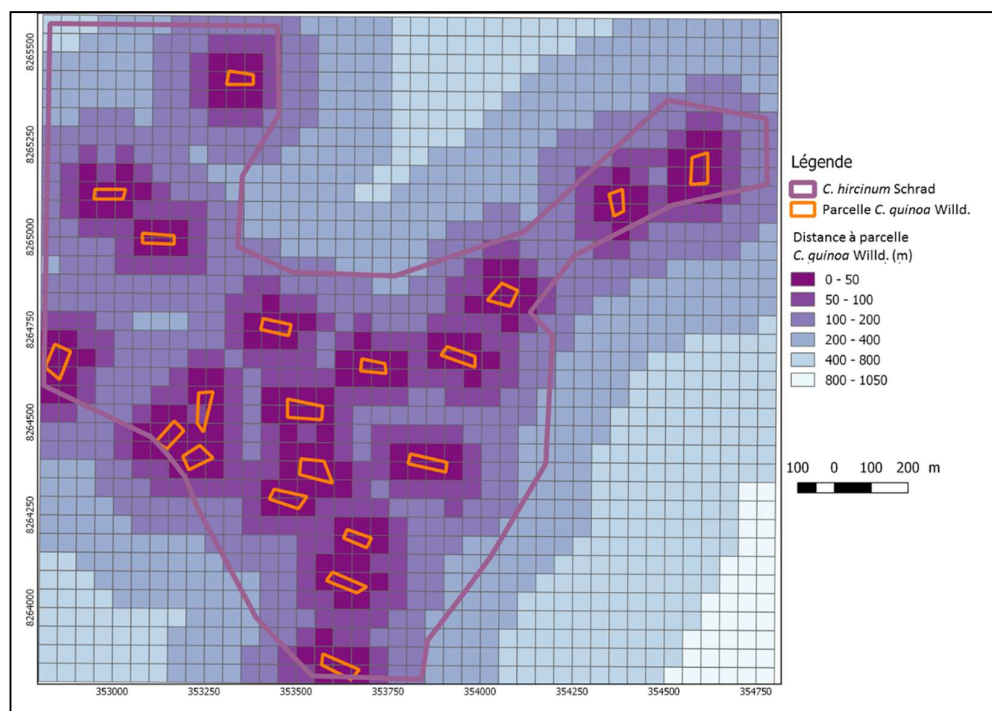 8265500
8265250
8265000
8264750
8264500
8264250
8264000
353000 353250 353500 353750 354000 354250 354500 354750
Légende
C. hircinum Schrad
Parcelle C. quinoa Willd.
Distance à parcelle
C. quinoa Willd. (m)
0 - 50
50 - 100
100 - 200
200 - 400
400 - 800
800 - 1050
100 0 100 200 m